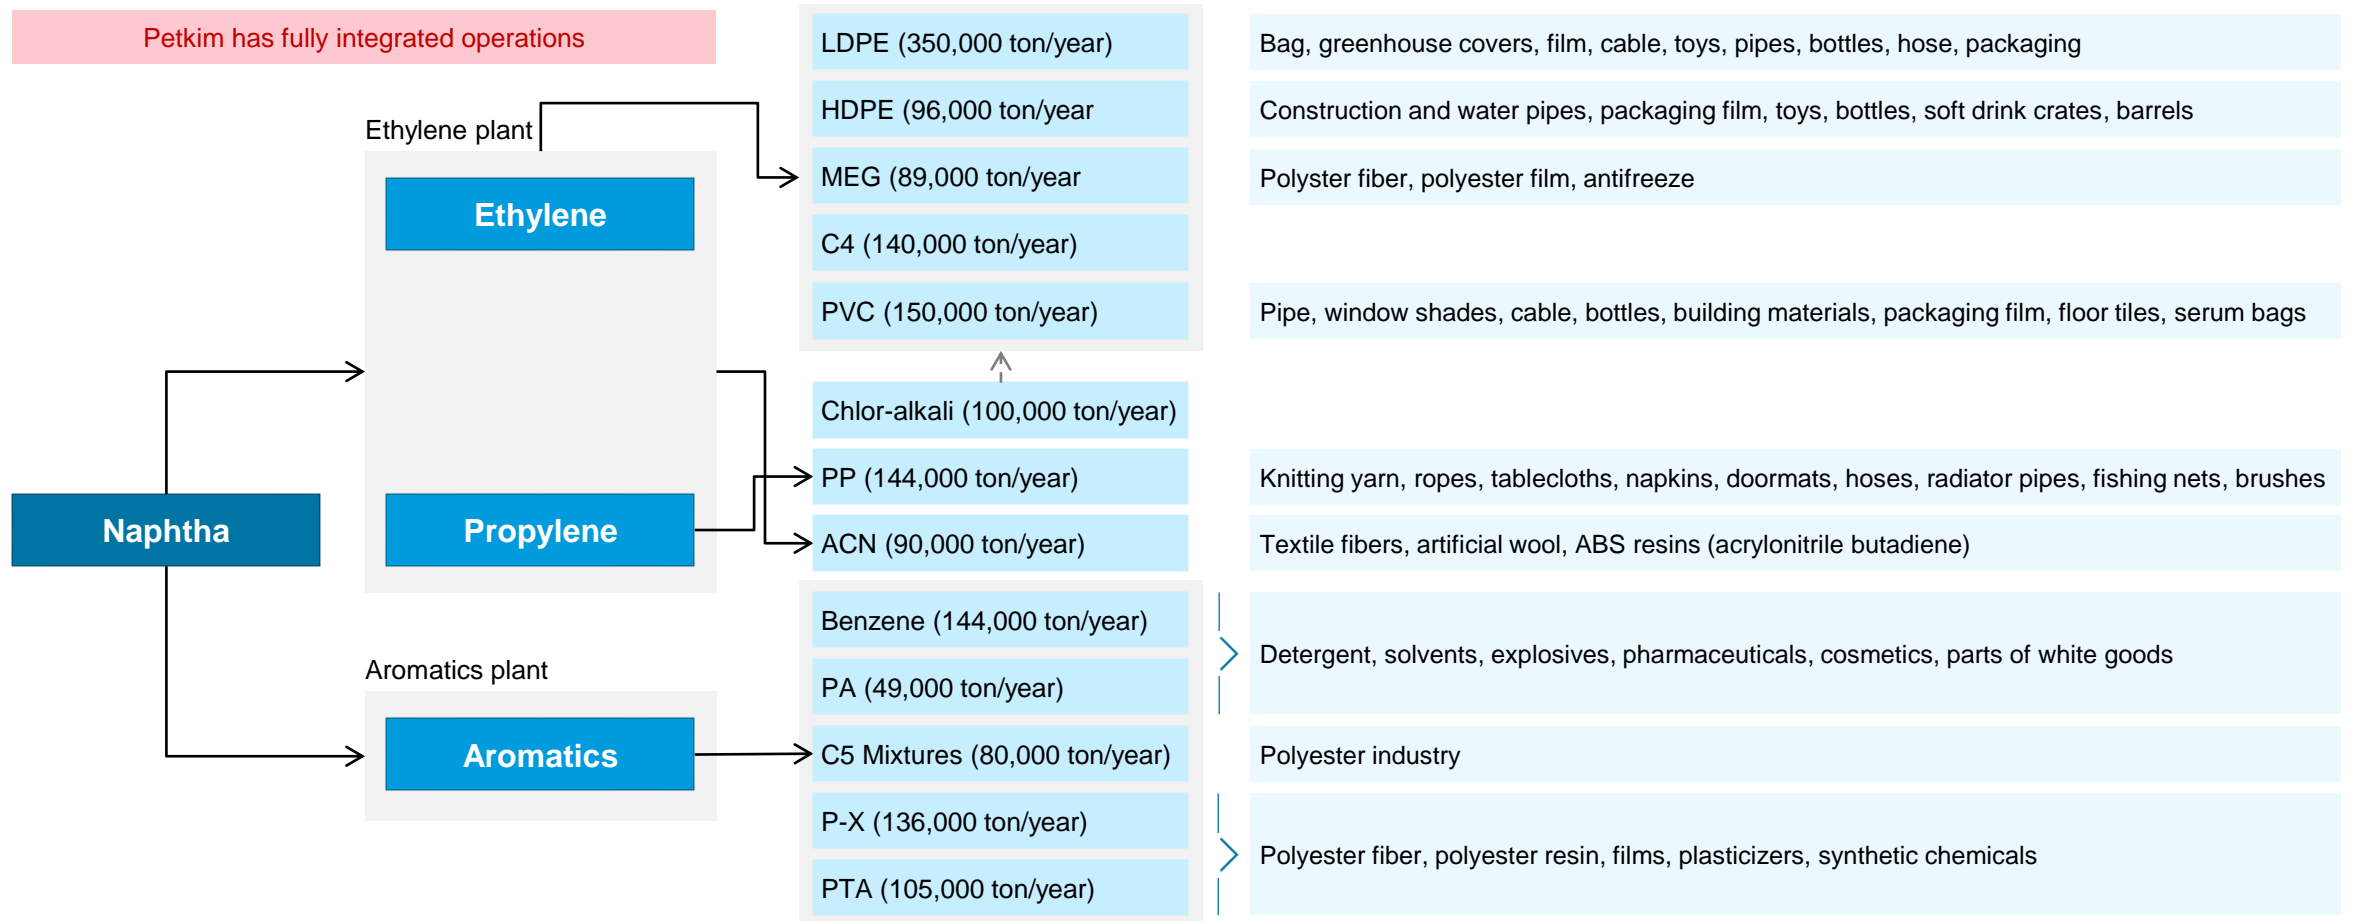 Petkim has fully integrated operations
Naphtha
Ethylene plant
Ethylene
Propylene
Aromatics plant
Aromatics
LDPE (350,000 ton/year)
Bag, greenhouse covers, film, cable, toys, pipes, bottles, hose, packaging
HDPE (96,000 ton/year
Construction and water pipes, packaging film, toys, bottles, soft drink crates, barrels
MEG (89,000 ton/year
Polyster fiber, polyester film, antifreeze
C4 (140,000 ton/year)
PVC (150,000 ton/year)
Pipe, window shades, cable, bottles, building materials, packaging film, floor tiles, serum bags
Chlor-alkali (100,000 ton/year)
PP (144,000 ton/year)
Knitting yarn, ropes, tablecloths, napkins, doormats, hoses, radiator pipes, fishing nets, brushes
ACN (90,000 ton/year)
Textile fibers, artificial wool, ABS resins (acrylonitrile butadiene)
Benzene (144,000 ton/year)
PA (49,000 ton/year)
Detergent, solvents, explosives, pharmaceuticals, cosmetics, parts of white goods
C5 Mixtures (80,000 ton/year)
Polyester industry
P-X (136,000 ton/year)
PTA (105,000 ton/year)
Polyester fiber, polyester resin, films, plasticizers, synthetic chemicals